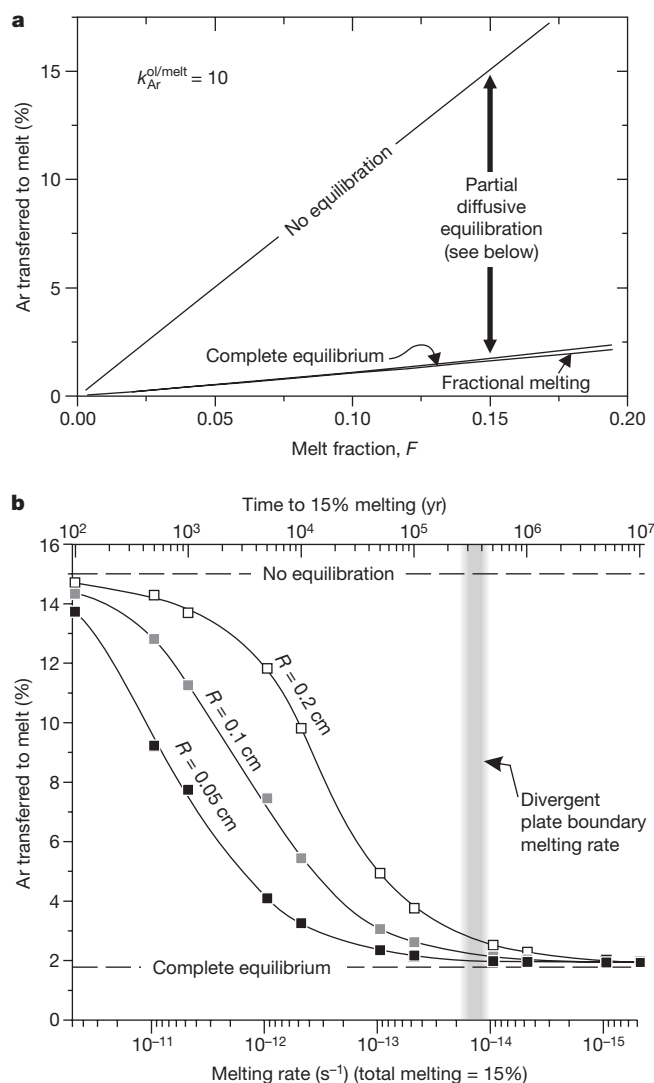 a
k_Ar^ol/melt = 10
Ar transferred to melt (%)
15
10
5
0
No equilibration
Partial
diffusive
equilibration
(see below)
Complete equilibrium
Fractional melting
0.00 0.05 0.10 0.15 0.20
Melt fraction, F
b
Time to 15% melting (yr)
10² 10³ 10⁴ 10⁵ 10⁶ 10⁷
Ar transferred to melt (%)
16
14
12
10
8
6
4
2
0
No equilibration
R = 0.2 cm
R = 0.1 cm
R = 0.05 cm
Divergent
plate boundary
melting rate
Complete equilibrium
10⁻¹¹ 10⁻¹² 10⁻¹³ 10⁻¹⁴ 10⁻¹⁵
Melting rate (s⁻¹) (total melting = 15%)